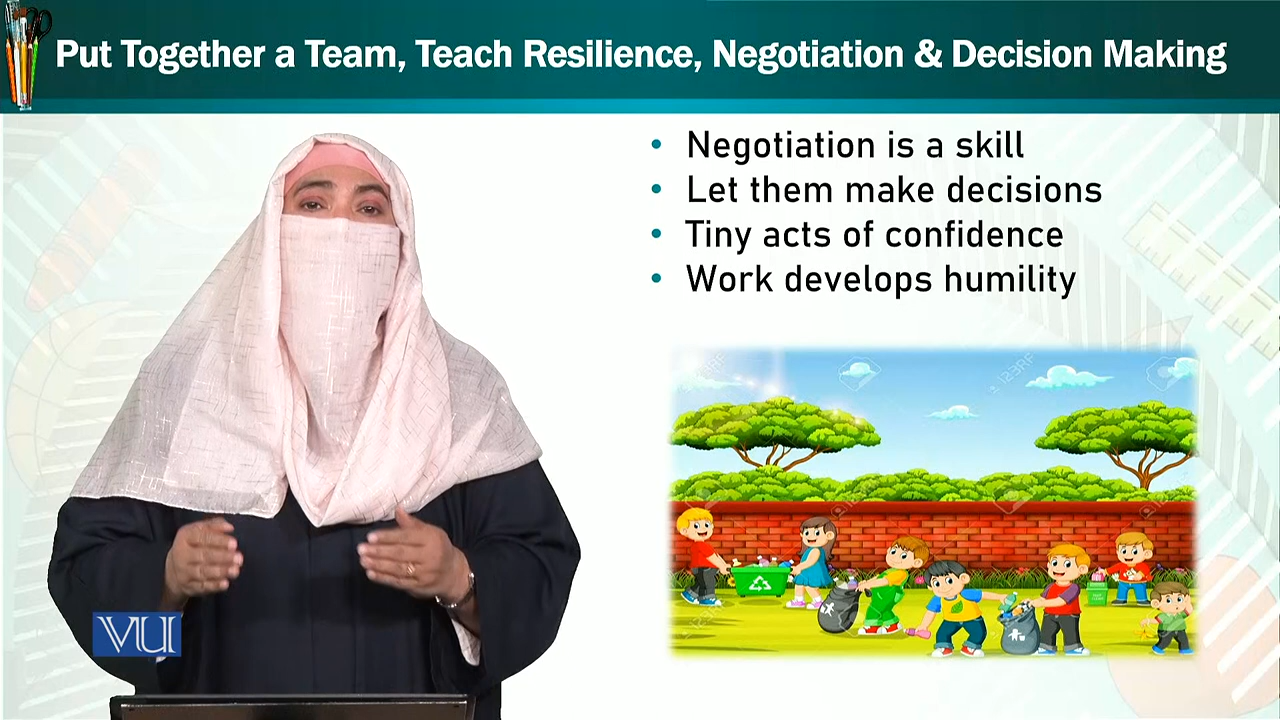 Put Together a Team, Teach Resilience, Negotiation & Decision Making
• Negotiation is a skill
• Let them make decisions
• Tiny acts of confidence
• Work develops humility
123RF
VU